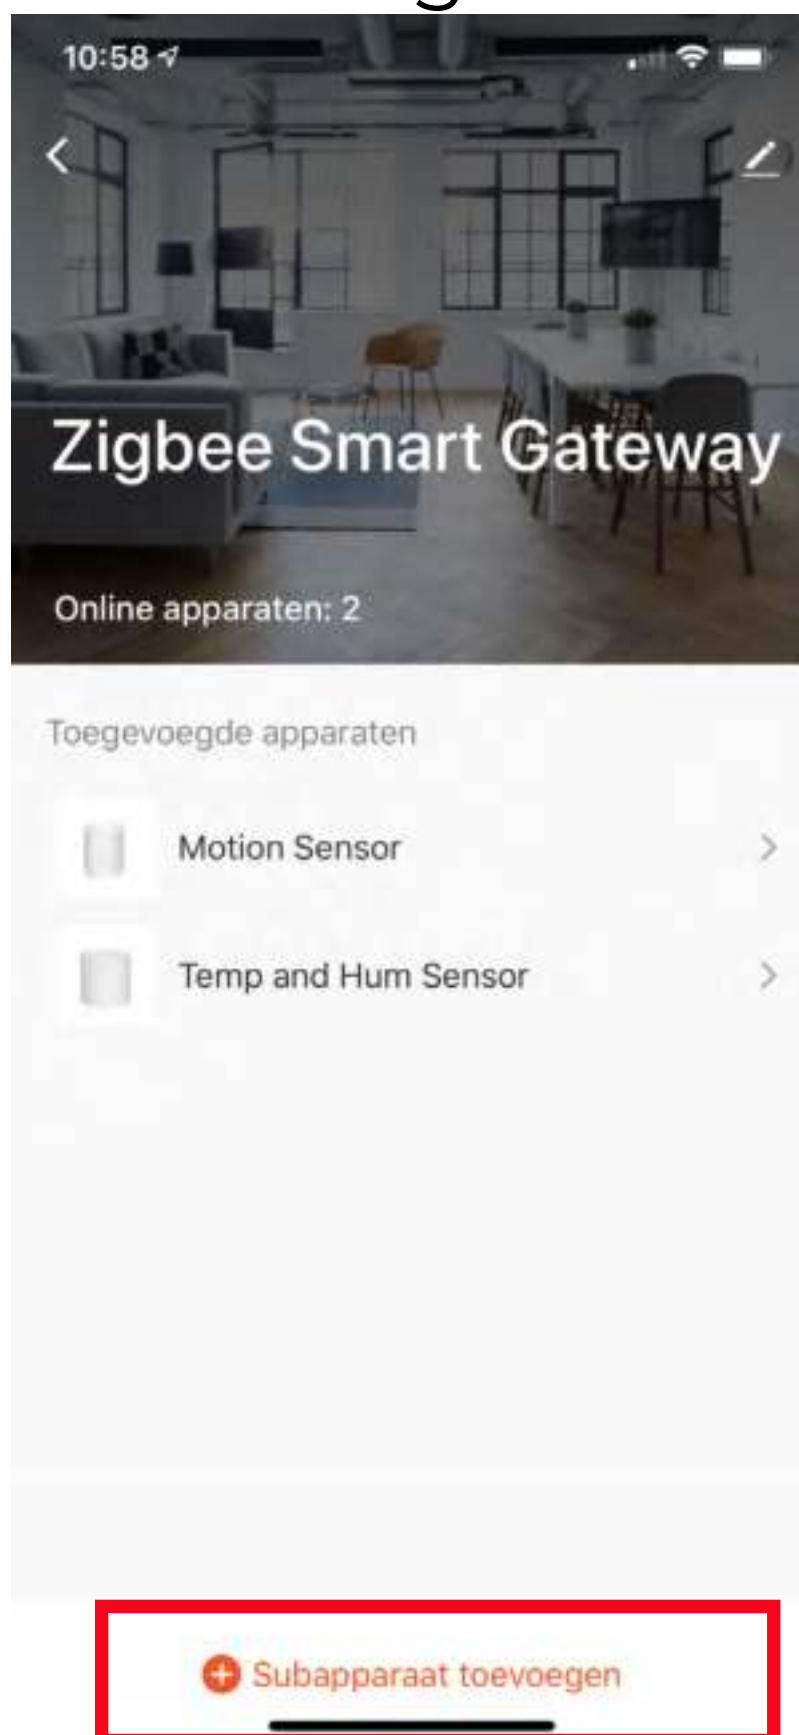 10:58
Zigbee Smart Gateway
Online apparaten: 2
Toegevoegde apparaten
Motion Sensor
Temp and Hum Sensor
Subapparaat toevoegen